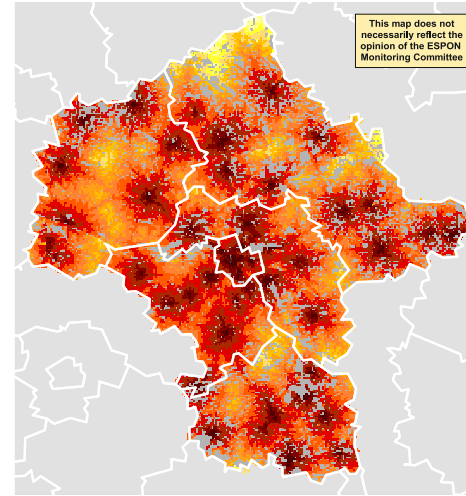 This map does not
necessarily reflect the
opinion of the ESPON
Monitoring Committee